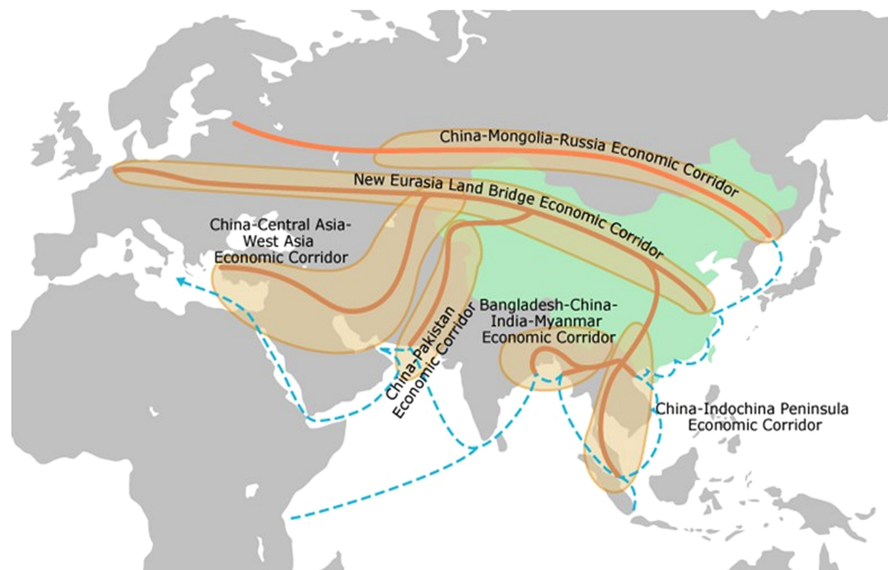 China-Mongolia-Russia Economic Corridor
New Eurasia Land Bridge Economic Corridor
China-Central Asia-
West Asia
Economic Corridor
Bangladesh-China-
India-Myanmar
Economic Corridor
China-Pakistan
Economic Corridor
China-Indochina Peninsula
Economic Corridor